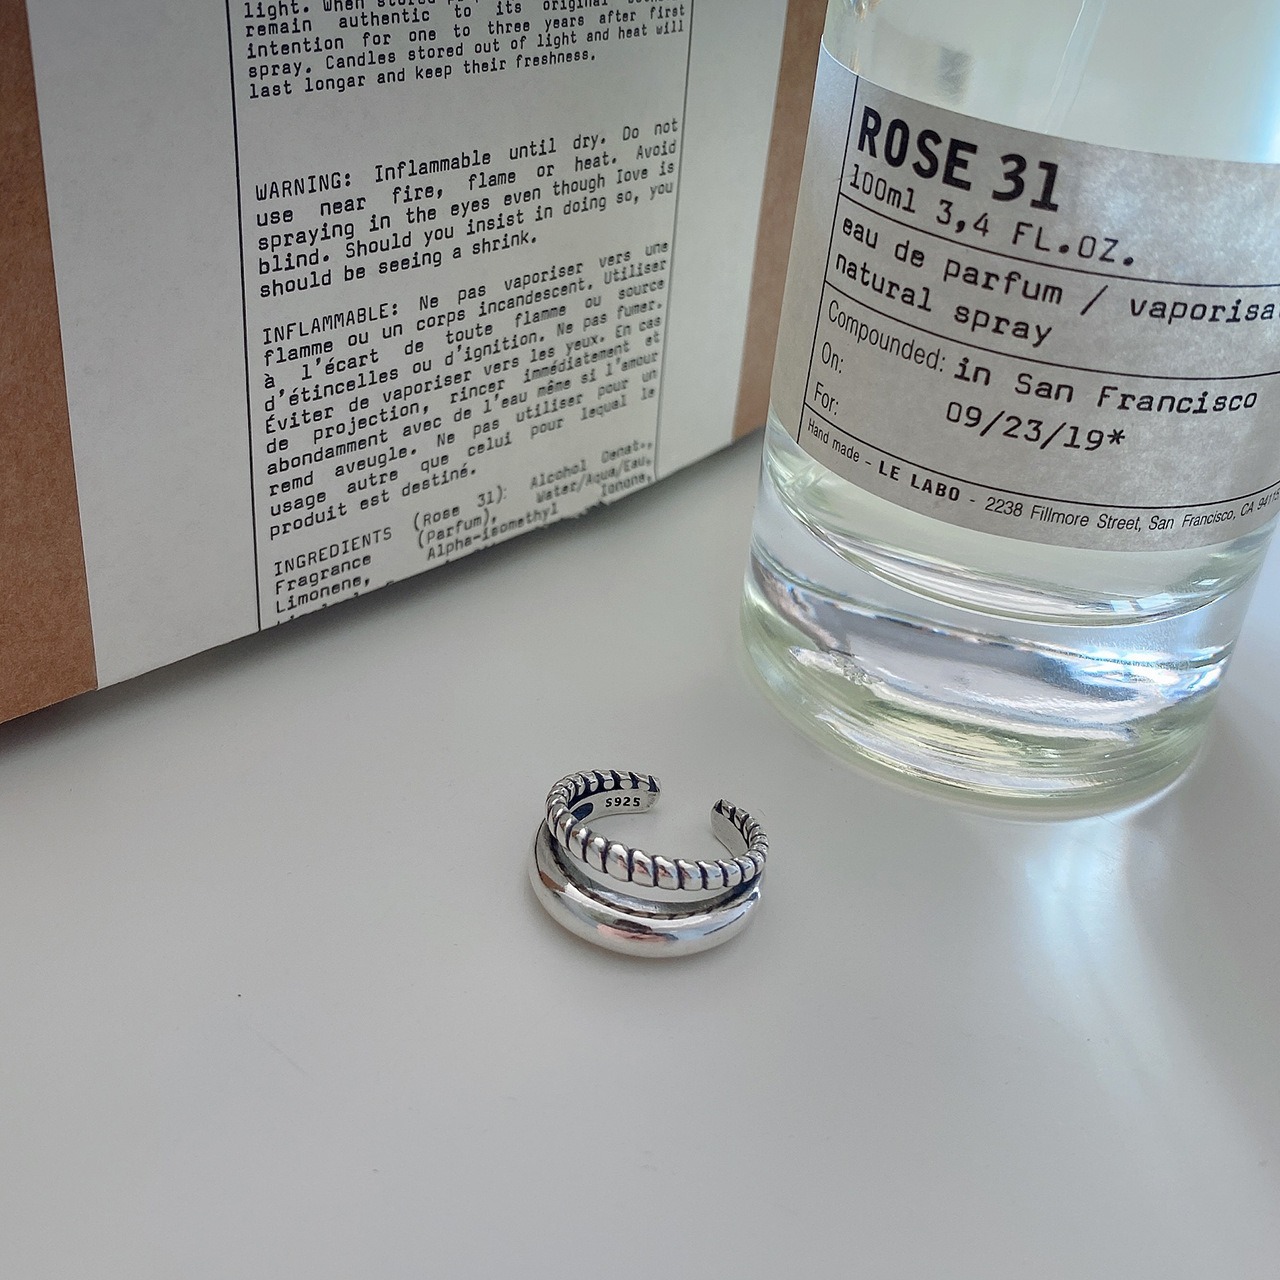 light. When stored
remain authentic to its original
intention for one to three years after first
spray. Candles stored out of light and heat will
last longar and keep their freshness.
WARNING: Inflammable until dry. Do not
use near fire, flame or heat. Avoid
spraying in the eyes even though Iove is
blind. Should you insist in doing so, you
should be seeing a shrink.
INFLAMMABLE: Ne pas vaporiser vers une
flamme ou un corps incandescent. Utiliser
à l'écart de toute flamme ou source
d'étincelles ou d'ignition. Ne pas fumer.
Éviter de vaporiser vers les yeux. En cas
de projection, rincer immédiatement et
abondamment avec de l'eau même si l'amour
remd aveugle. Ne pas utiliser pour un
usage autre que celui pour lequel le
produit est destiné.
INGREDIENTS (Rose 31): Alcohol Denat.,
Fragrance (Parfum), Water/Aqua/Eau,
Limonene, Alpha-isomethyl Ionone,
ROSE 31
100ml 3,4 FL.OZ.
eau de parfum / vaporisa
natural spray
Compounded: in San Francisco
On: 09/23/19*
For:
Hand made - LE LABO - 2238 Fillmore Street, San Francisco, CA 94115
S925